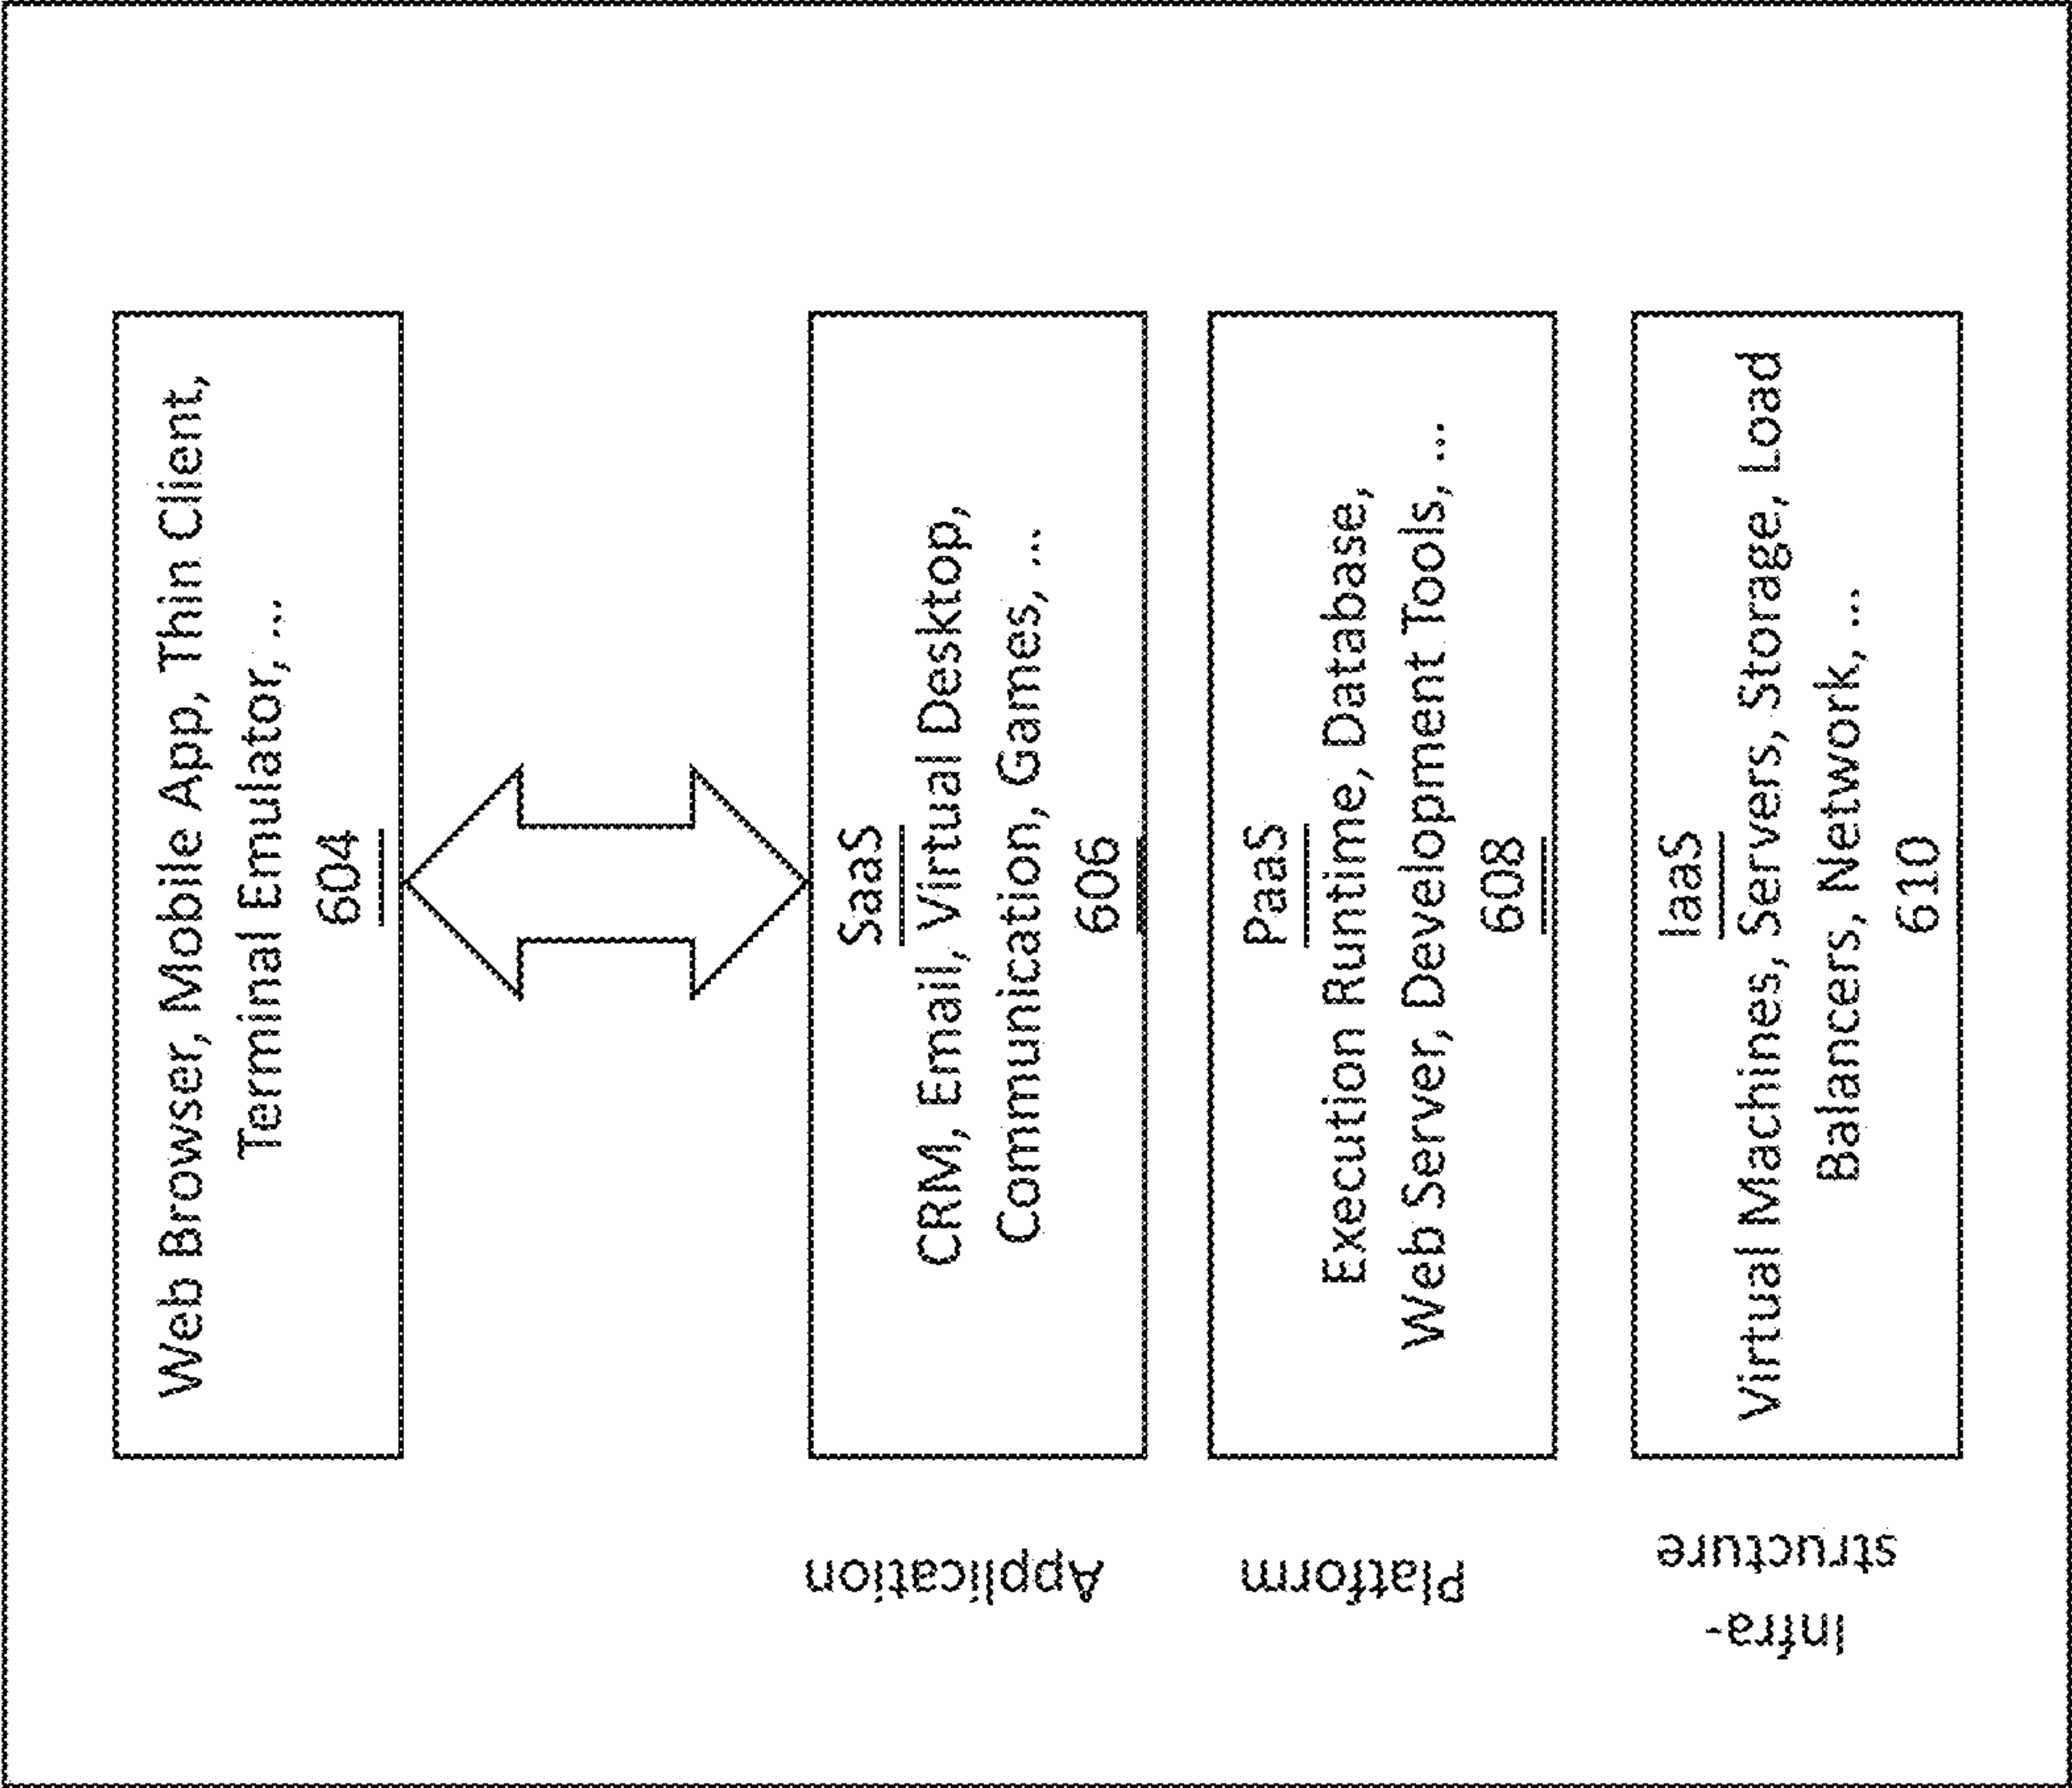 Web Browser, Mobile App, Thin Client,
Terminal Emulator, ...
604
Application
SaaS
CRM, Email, Virtual Desktop,
Communication, Games, ...
606
Platform
PaaS
Execution Runtime, Database,
Web Server, Development Tools, ...
608
Infra-
structure
IaaS
Virtual Machines, Servers, Storage, Load
Balancers, Network, ...
610